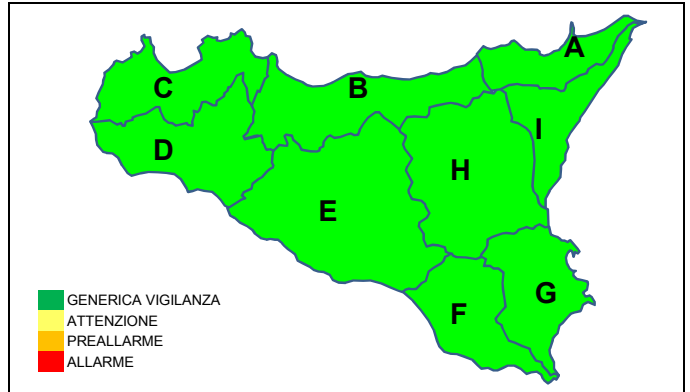 A
C
B
I
D
H
E
G
F
GENERICA VIGILANZA
ATTENZIONE
PREALLARME
ALLARME